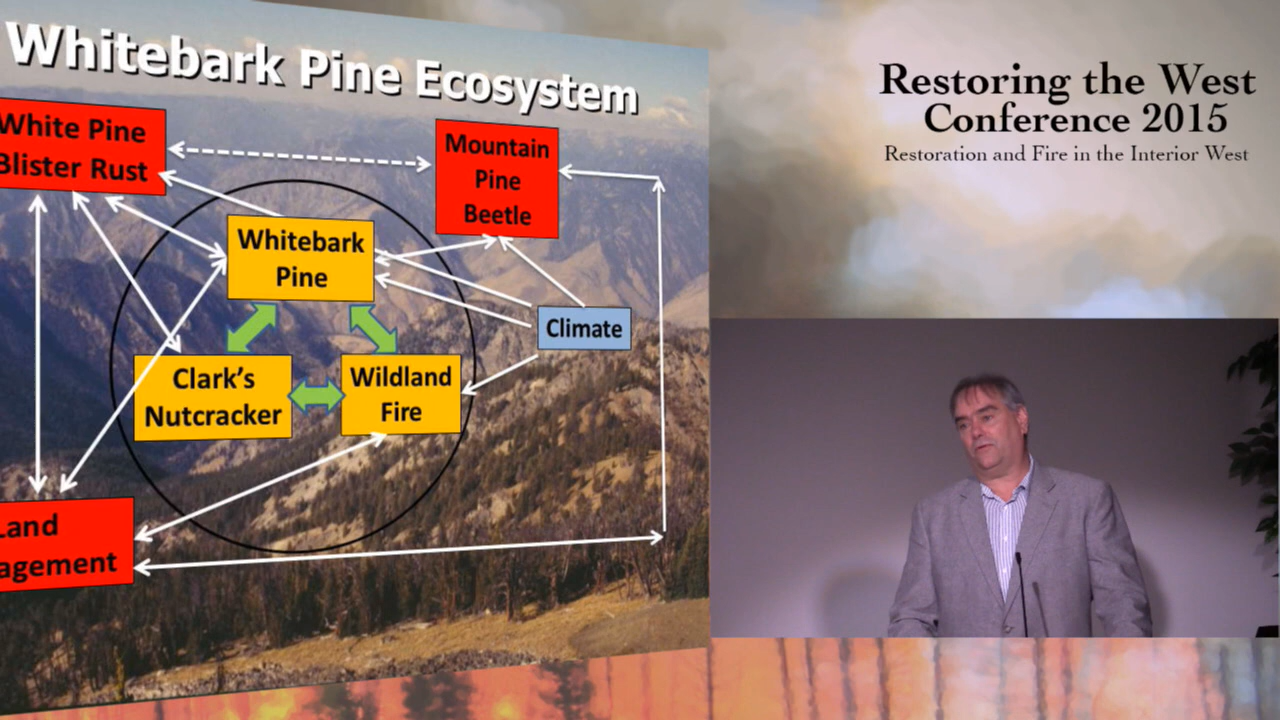 Whitebark Pine Ecosystem
White Pine
Blister Rust
Mountain
Pine
Beetle
Whitebark
Pine
Climate
Clark's
Nutcracker
Wildland
Fire
Land
agement
Restoring the West
Conference 2015
Restoration and Fire in the Interior West